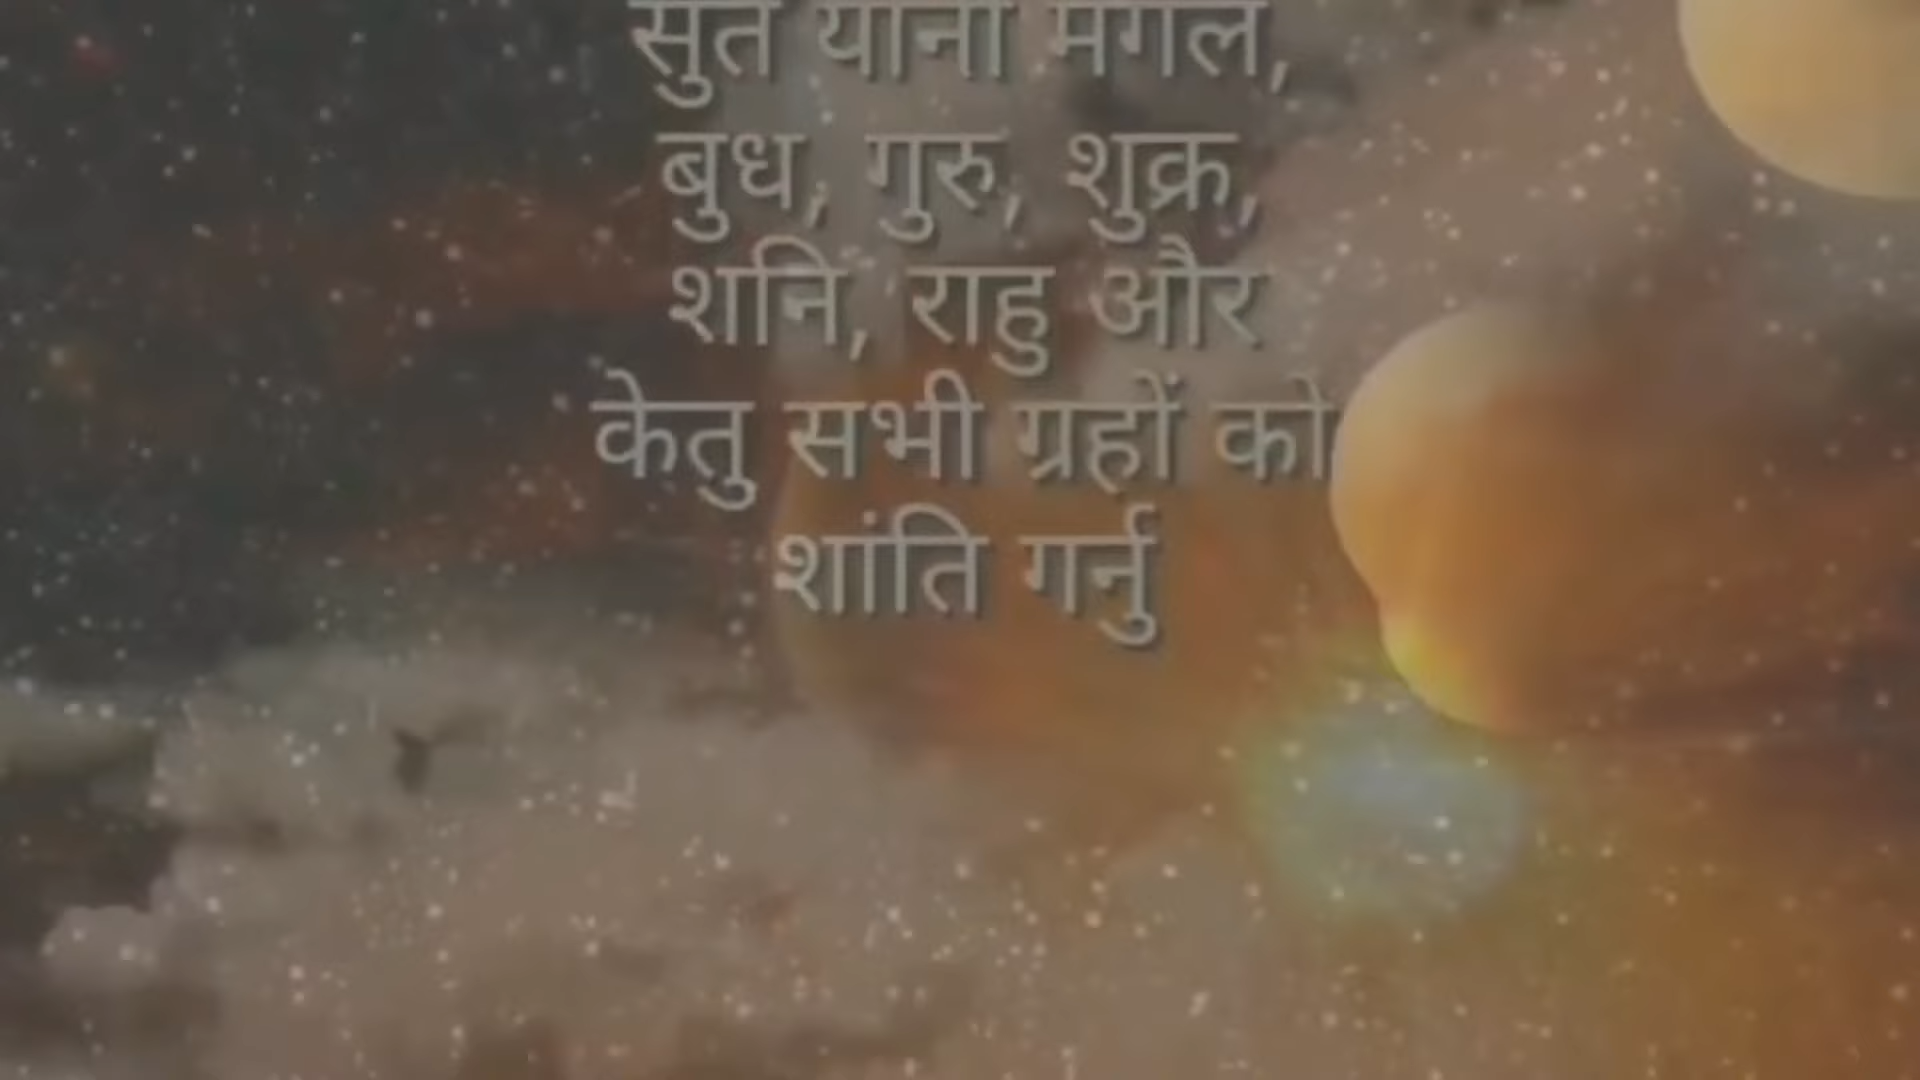 सुत यानी मंगल,
बुध, गुरु, शुक्र,
शनि, राहु और
केतु सभी ग्रहों को
शांति गर्नु